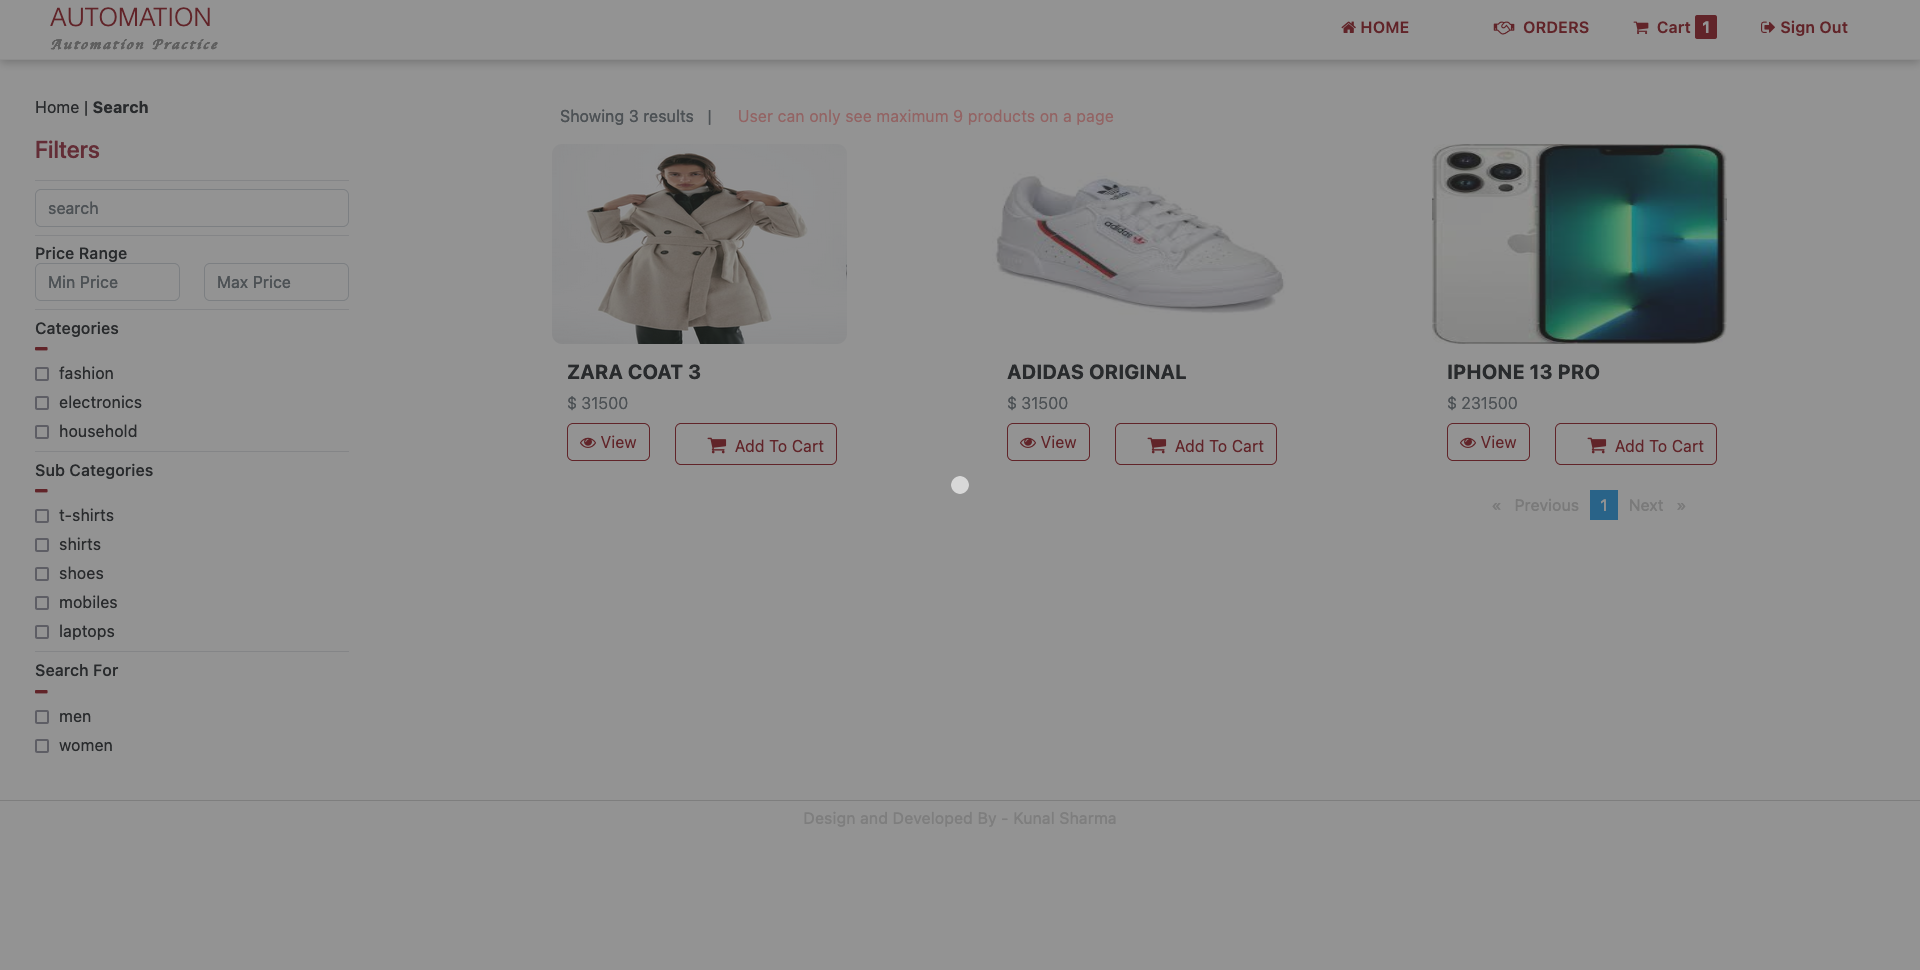 AUTOMATION
Automation Practice
HOME
ORDERS
Cart 1
Sign Out
Home | Search
Filters
search
Price Range
Min Price
Max Price
Categories
fashion
electronics
household
Sub Categories
t-shirts
shirts
shoes
mobiles
laptops
Search For
men
women
Showing 3 results |
User can only see maximum 9 products on a page
adidas
ZARA COAT 3
$ 31500
View
Add To Cart
ADIDAS ORIGINAL
$ 31500
View
Add To Cart
IPHONE 13 PRO
$ 231500
View
Add To Cart
« Previous 1 Next »
Design and Developed By - Kunal Sharma